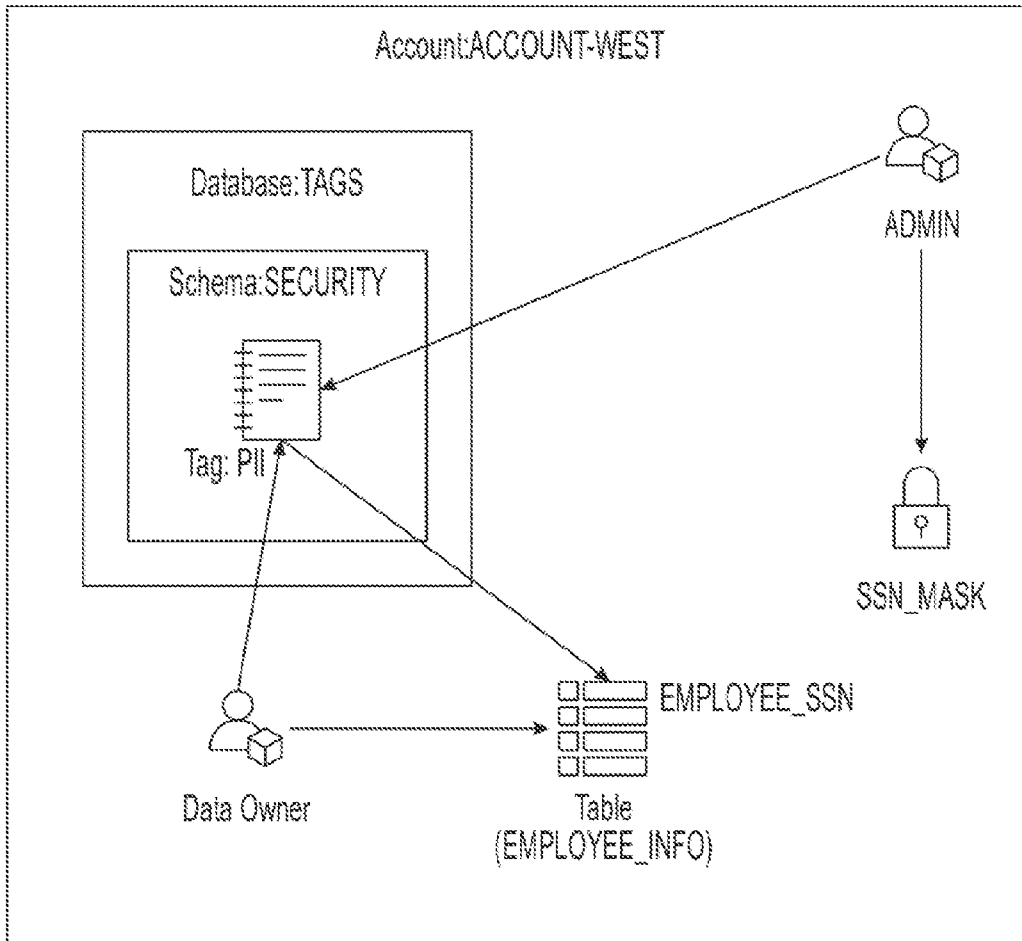 Account:ACCOUNT-WEST
Database:TAGS
ADMIN
Schema:SECURITY
Tag: PII
SSN_MASK
EMPLOYEE_SSN
Data Owner
Table
(EMPLOYEE_INFO)